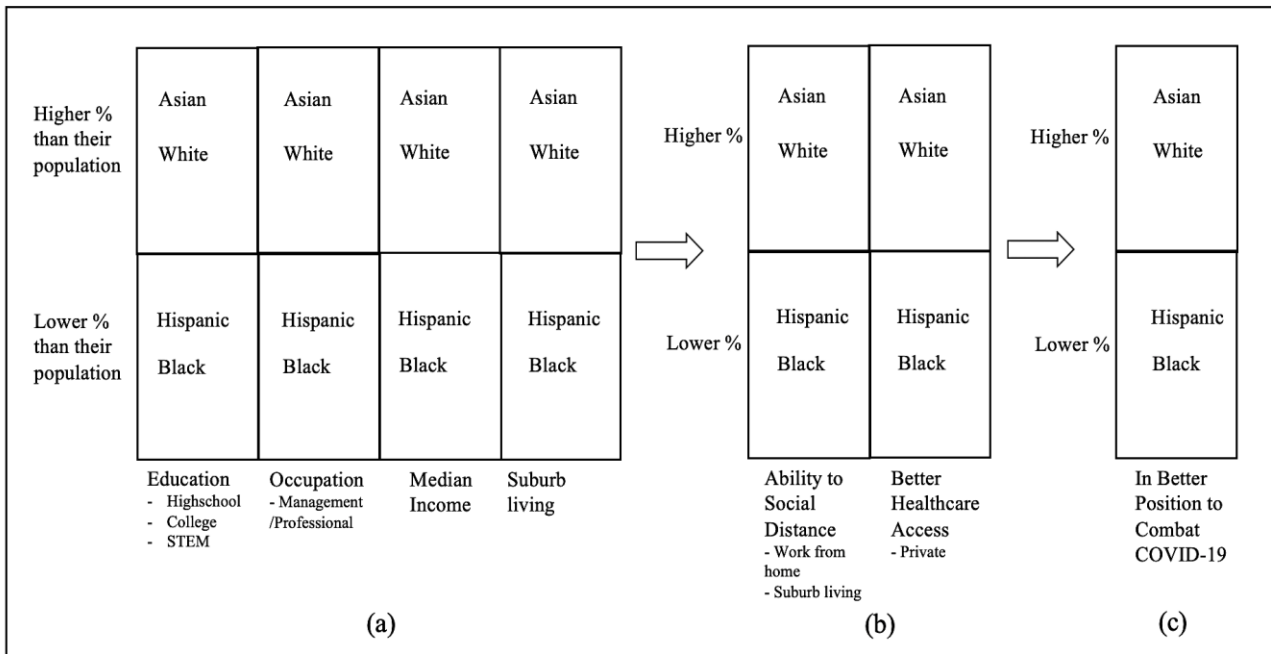 Higher %
than their
population
Asian
White
Asian
White
Asian
White
Asian
White
Lower %
than their
population
Hispanic
Black
Hispanic
Black
Hispanic
Black
Hispanic
Black
Education
- Highschool
- College
- STEM
Occupation
- Management
/Professional
Median
Income
Suburb
living
(a)
Higher %
Asian
White
Asian
White
Lower %
Hispanic
Black
Hispanic
Black
Ability to
Social
Distance
- Work from
home
- Suburb living
Better
Healthcare
Access
- Private
(b)
Higher %
Asian
White
Lower %
Hispanic
Black
In Better
Position to
Combat
COVID-19
(c)